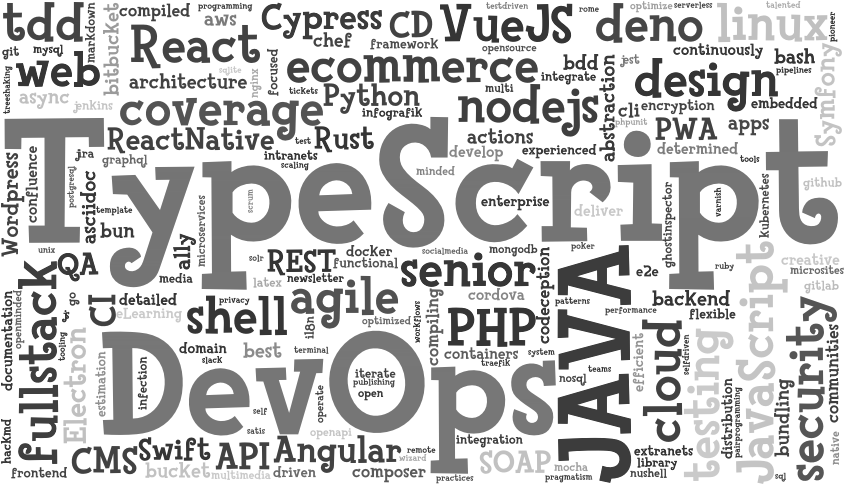 tdd
markdown
bitbucket
compiled
programming
aws
Cypress
chef
CD
framework
VueJS
testdriven
opensource
rome
deno
optimize
serverless
linux
talented
pioneer
git
mysql
web
React
architecture
sqlite
nginx
focused
ecommerce
tickets
multi
integrate
bdd
jest
continuously
bash
pipelines
Symfony
treeshaking
async
jenkins
coverage
Python
infografik
nodejs
abstraction
design
cli
encryption
embedded
phpunit
PWA
apps
ReactNative
test
Rust
intranets
scaling
actions
develop
experienced
determined
tools
jra
graphql
minded
TypeScript
Wordpress
confluence
postgresql
asciidoc
template
bun
microservices
scrum
enterprise
deliver
ghostinspector
varnish
kubernetes
github
unix
QA
a11y
media
solr
REST
docker
functional
newsletter
latex
socialmedia
mongodb
senior
cordova
codeception
poker
JAVA
e2e
ruby
creative
microsites
gitlab
JavaScript
documentation
openminded
fullstack
go
vr
tooling
CI
detailed
eLearning
privacy
shell
agile
i18n
optimized
workflows
compiling
PHP
patterns
performance
backend
flexible
security
communities
Electron
estimation
DevOps
infection
domain
slack
best
terminal
iterate
publishing
open
containers
traefik
system
nosql
teams
efficient
cloud
selfdriven
testing
distribution
pairprogramming
bundling
native
hackmd
frontend
CMS
Swift
bucket
API
multimedia
self
satis
operate
openapi
Angular
driven
composer
remote
wizard
integration
practices
SOAP
mocha
pragmatism
extranets
library
nushell
sql